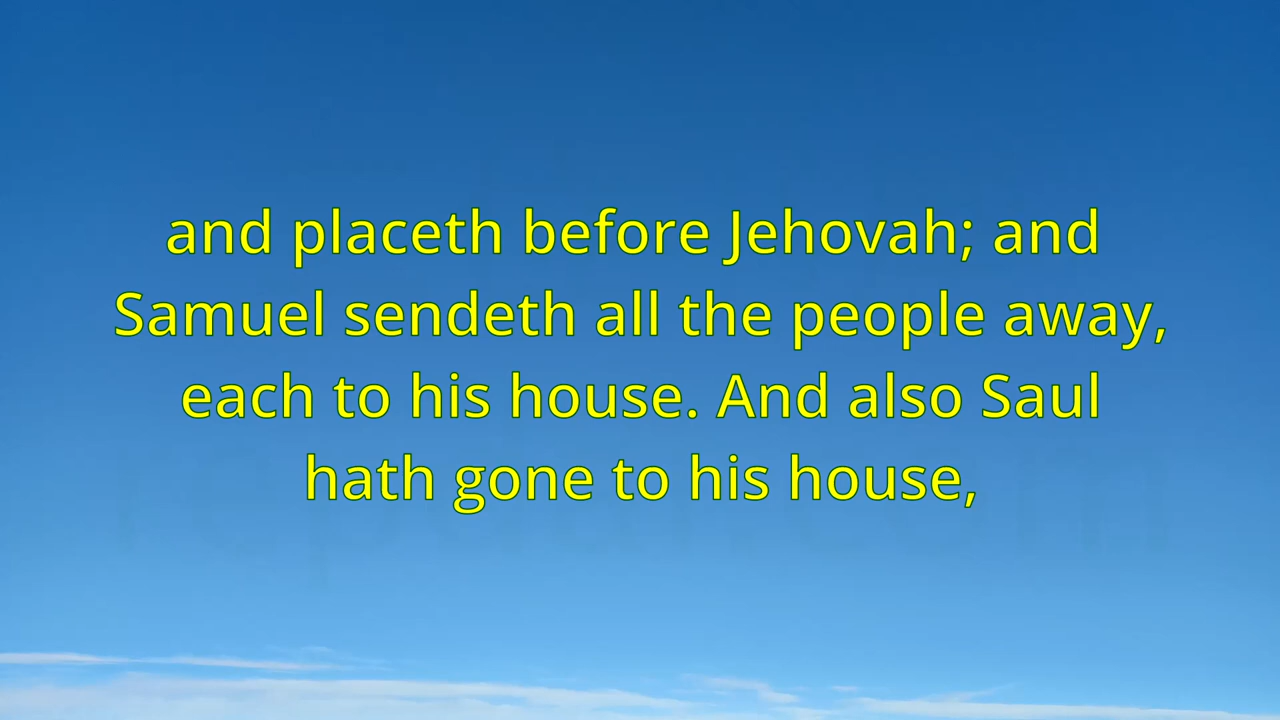 and placeth before Jehovah; and
Samuel sendeth all the people away,
each to his house. And also Saul
hath gone to his house,